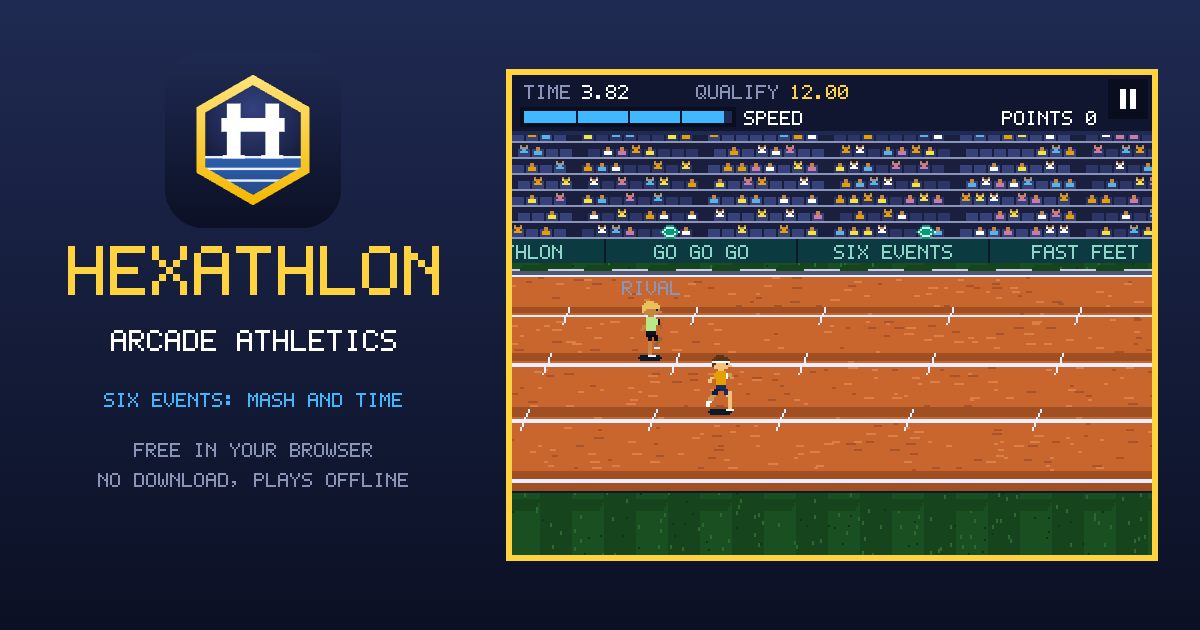 H
HEXATHLON
ARCADE ATHLETICS
SIX EVENTS: MASH AND TIME
FREE IN YOUR BROWSER
NO DOWNLOAD, PLAYS OFFLINE
TIME 3.82 QUALIFY 12.00
SPEED POINTS 0
THLON GO GO GO SIX EVENTS FAST FEET
RIVAL